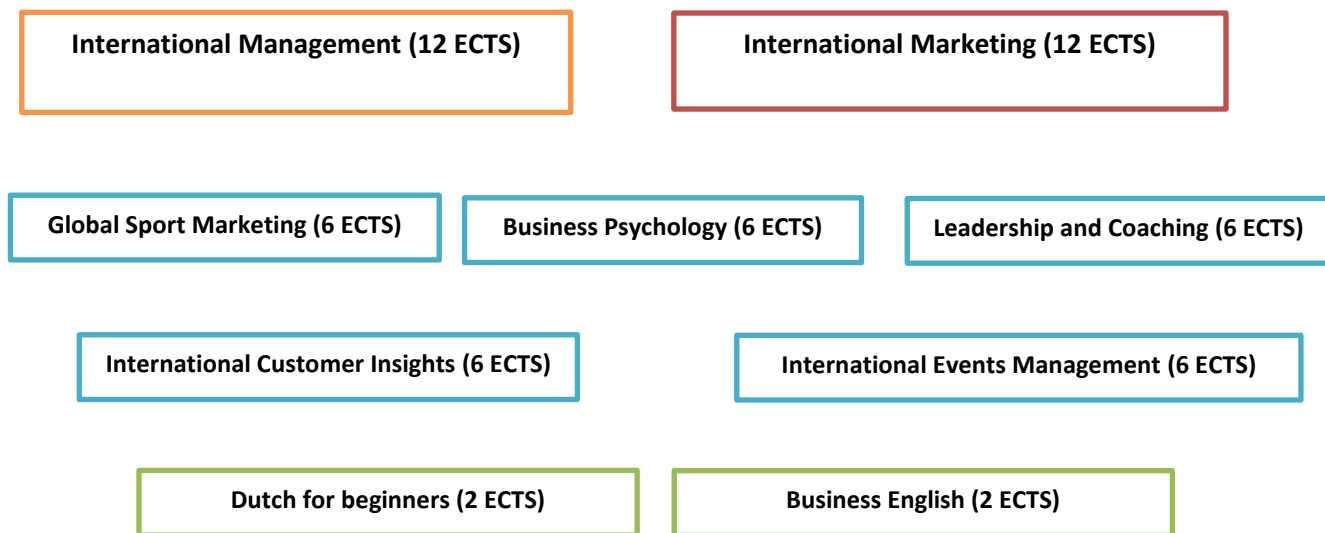 International Management (12 ECTS)
International Marketing (12 ECTS)
Global Sport Marketing (6 ECTS)
Business Psychology (6 ECTS)
Leadership and Coaching (6 ECTS)
International Customer Insights (6 ECTS)
International Events Management (6 ECTS)
Dutch for beginners (2 ECTS)
Business English (2 ECTS)